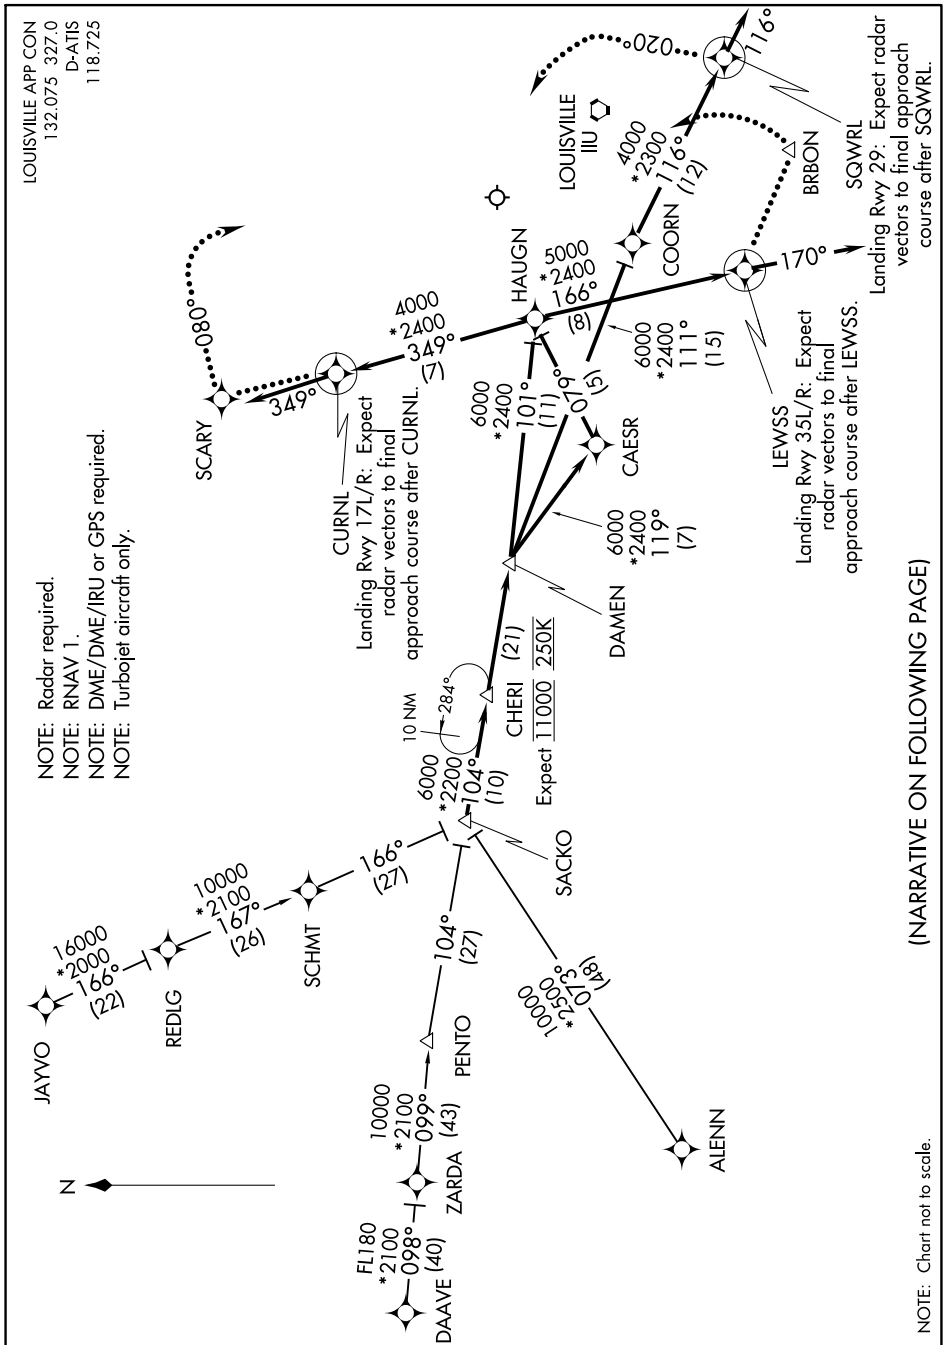 LOUISVILLE APP CON
132.075 327.0
D-ATIS
118.725
NOTE: Radar required.
NOTE: RNAV 1.
NOTE: DME/DME/IRU or GPS required.
NOTE: Turbojet aircraft only.
N
JAYVO
16000
*2000
166°
(22)
REDLG
10000
*2100
167°
(26)
SCHMT
166°
(27)
DAAVE
FL180
*2100
098°
(40)
ZARDA
10000
*2100
099°
(43)
PENTO
104°
(27)
ALENN
10000
*2500
073°
(48)
SACKO
6000
*2200
104°
(10)
10 NM
284°
CHERI
Expect 11000 250K
(21)
DAMEN
6000
*2400
101°
(11)
6000
*2400
119°
(7)
CAESR
079°
(5)
6000
*2400
111°
(15)
HAUGN
4000
*2400
349°
(7)
CURNL
Landing Rwy 17L/R: Expect
radar vectors to final
approach course after CURNL.
349°
SCARY
080°
5000
*2400
166°
(8)
LEWSS
Landing Rwy 35L/R: Expect
radar vectors to final
approach course after LEWSS.
170°
BRBON
COORN
4000
*2300
116°
(12)
LOUISVILLE
IIU
020°
116°
SQWRL
Landing Rwy 29: Expect radar
vectors to final approach
course after SQWRL.
(NARRATIVE ON FOLLOWING PAGE)
NOTE: Chart not to scale.